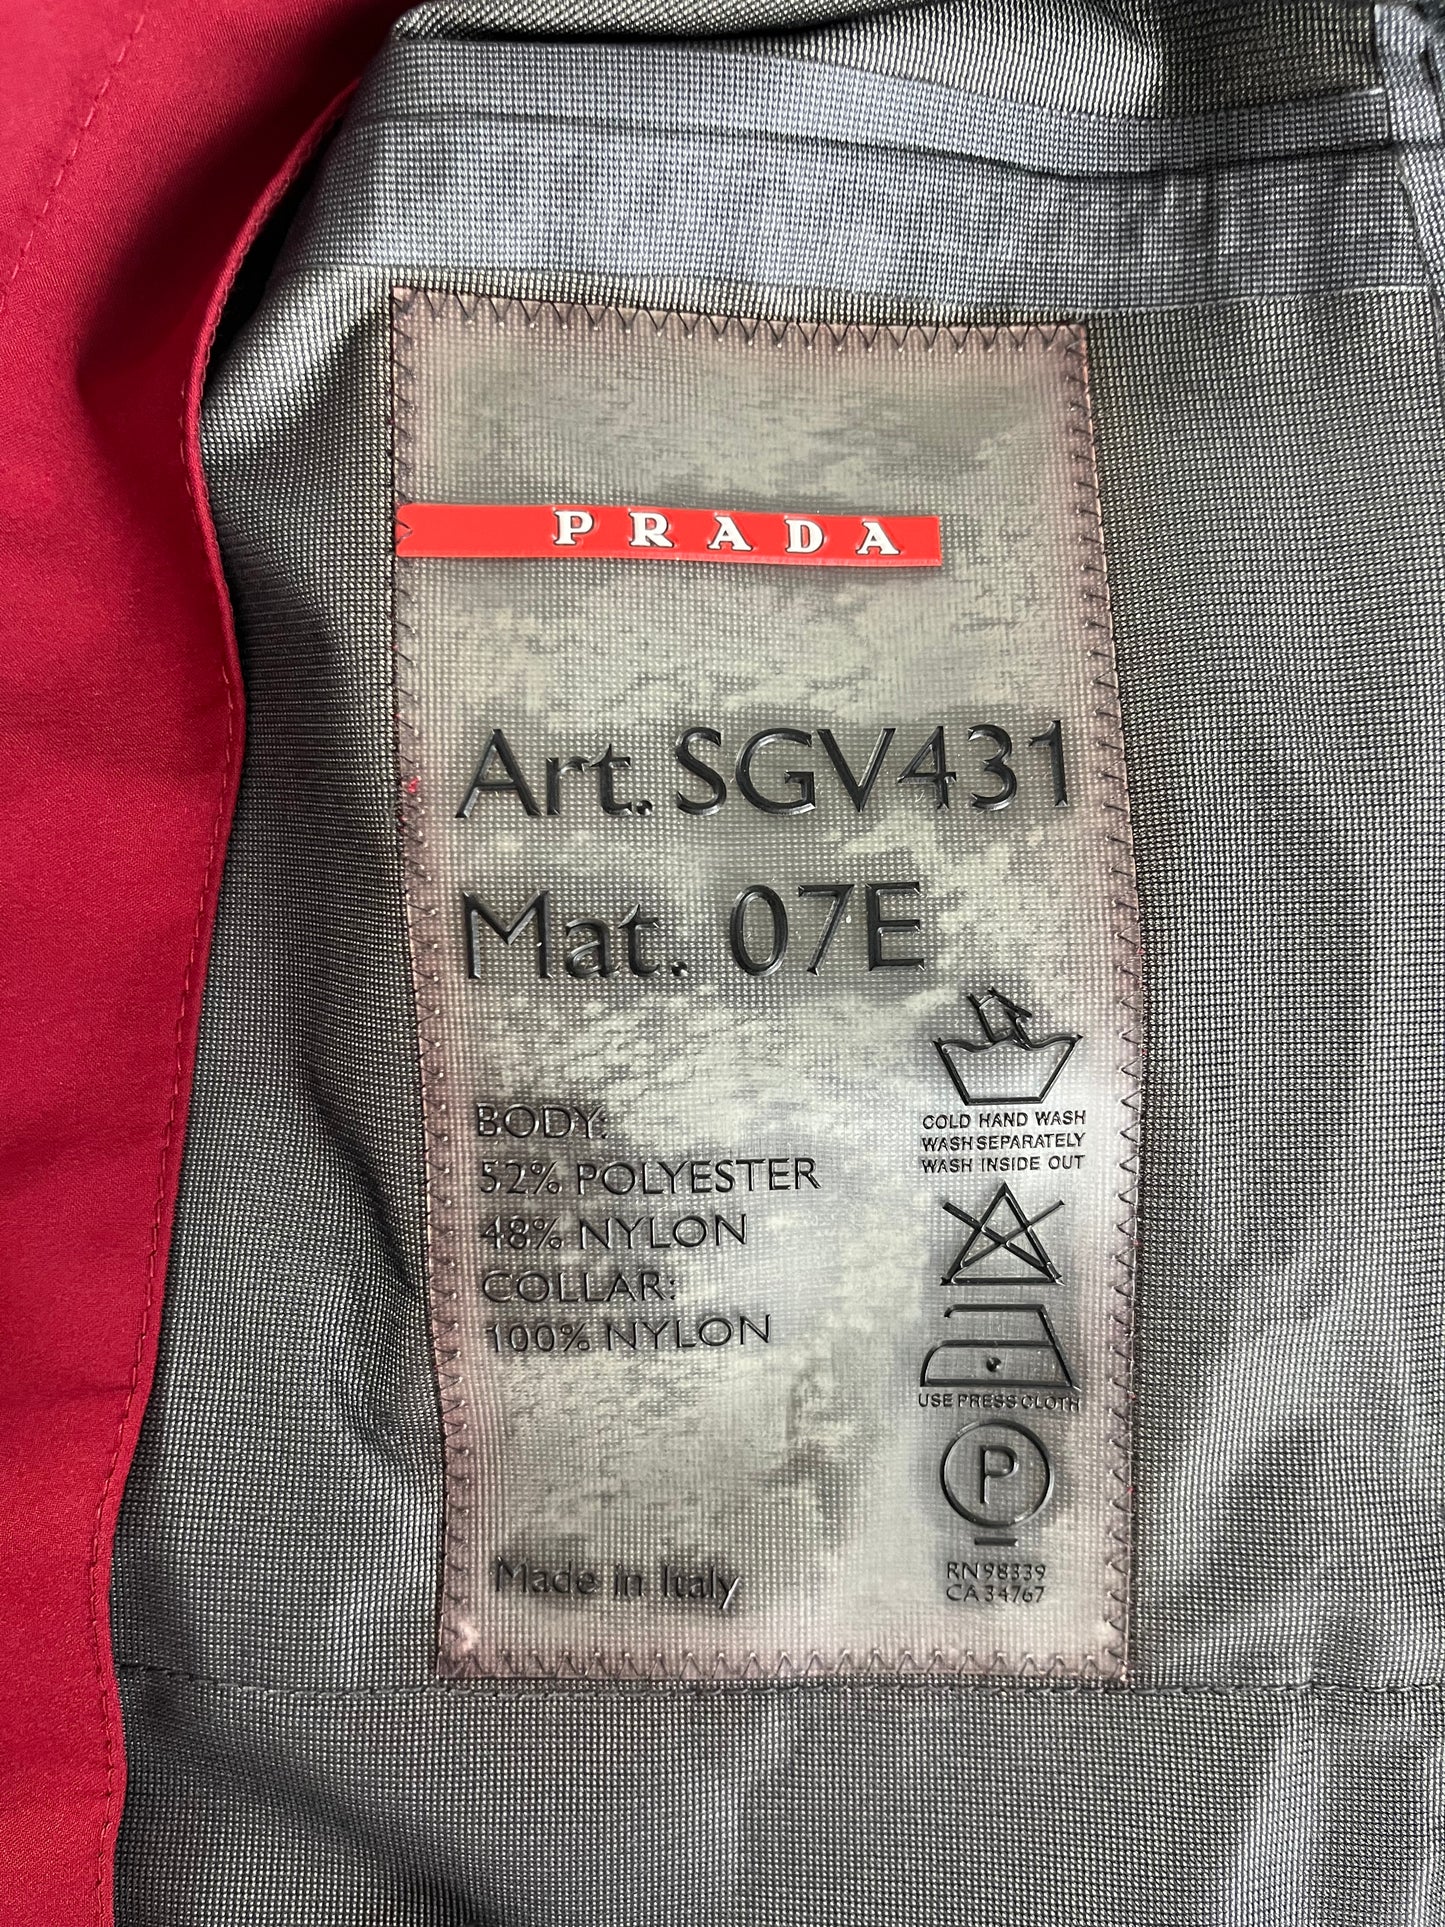 PRADA
Art. SGV431
Mat. 07E
BODY:
52% POLYESTER
48% NYLON
COLLAR:
100% NYLON
COLD HAND WASH
WASH SEPARATELY
WASH INSIDE OUT
USE PRESS CLOTH
P
Made in Italy
RN 98339
CA 34767